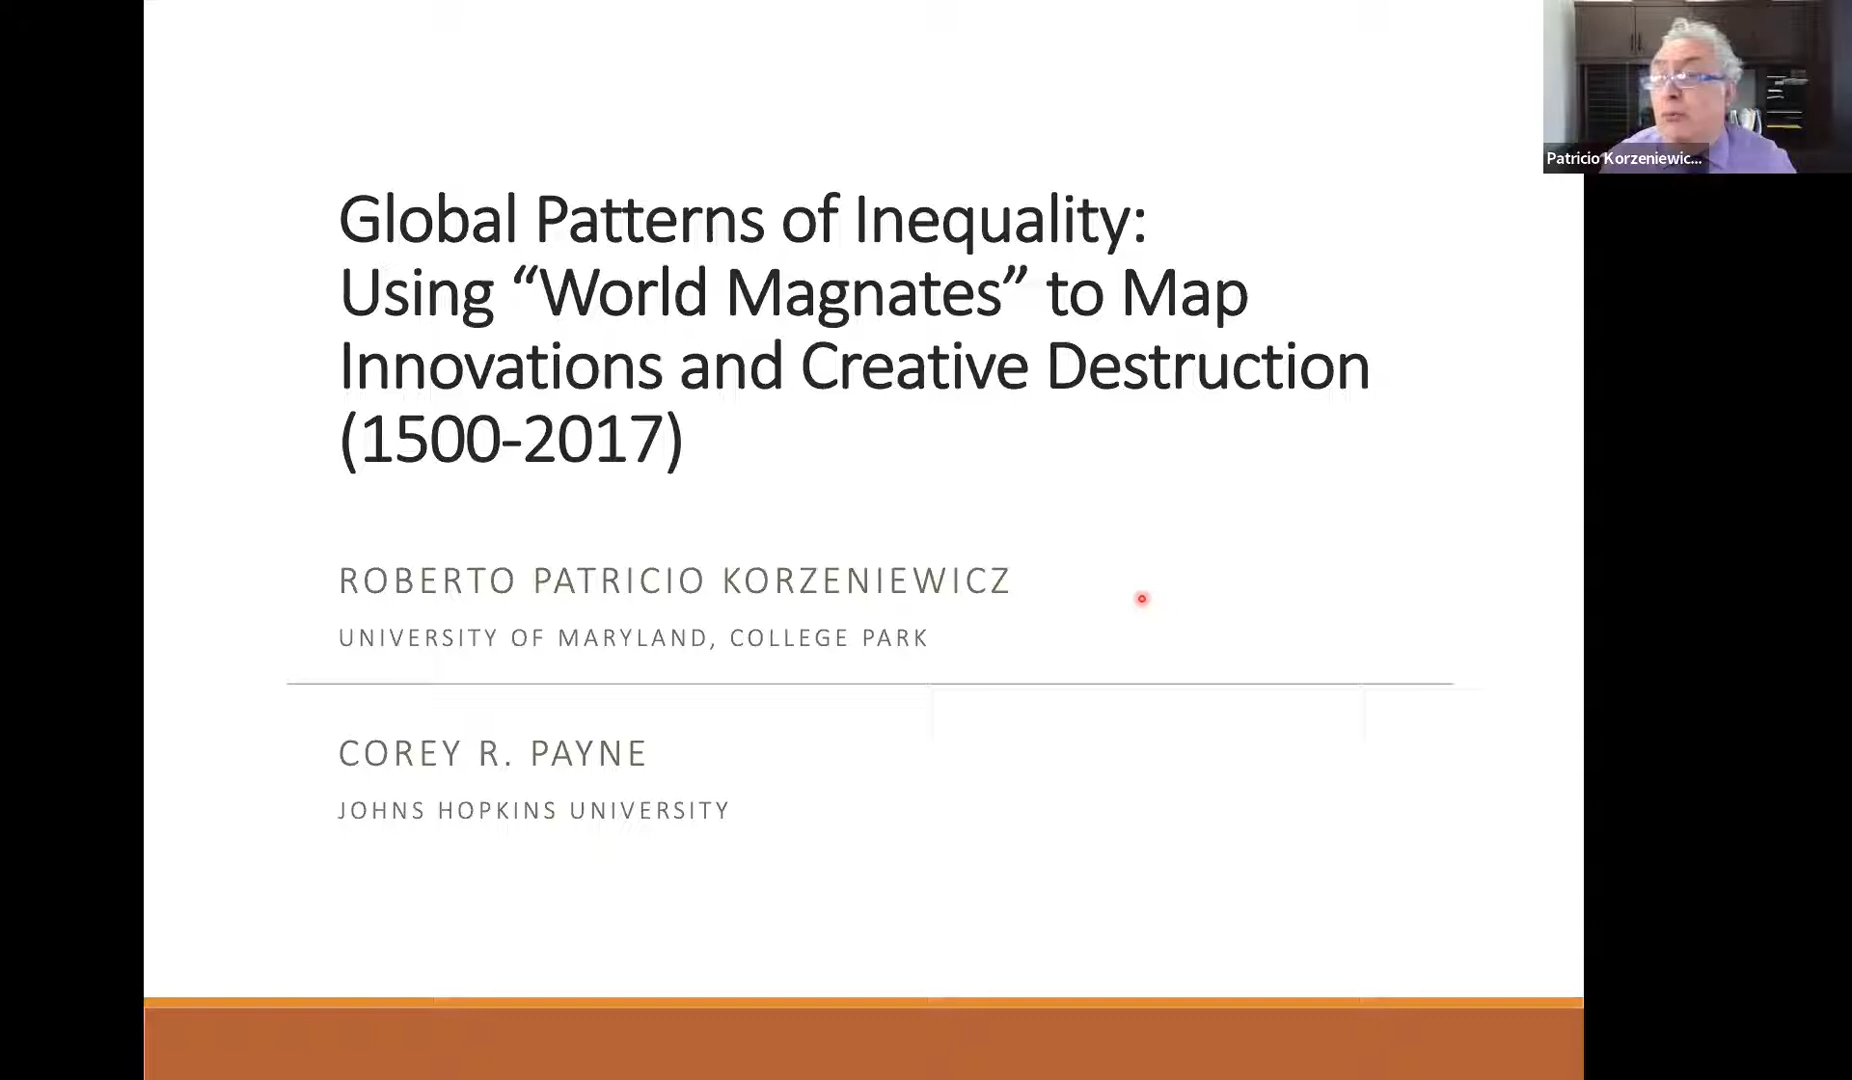 Patricio Korzeniewic...
Global Patterns of Inequality:
Using “World Magnates” to Map
Innovations and Creative Destruction
(1500-2017)
ROBERTO PATRICIO KORZENIEWICZ
UNIVERSITY OF MARYLAND, COLLEGE PARK
COREY R. PAYNE
JOHNS HOPKINS UNIVERSITY